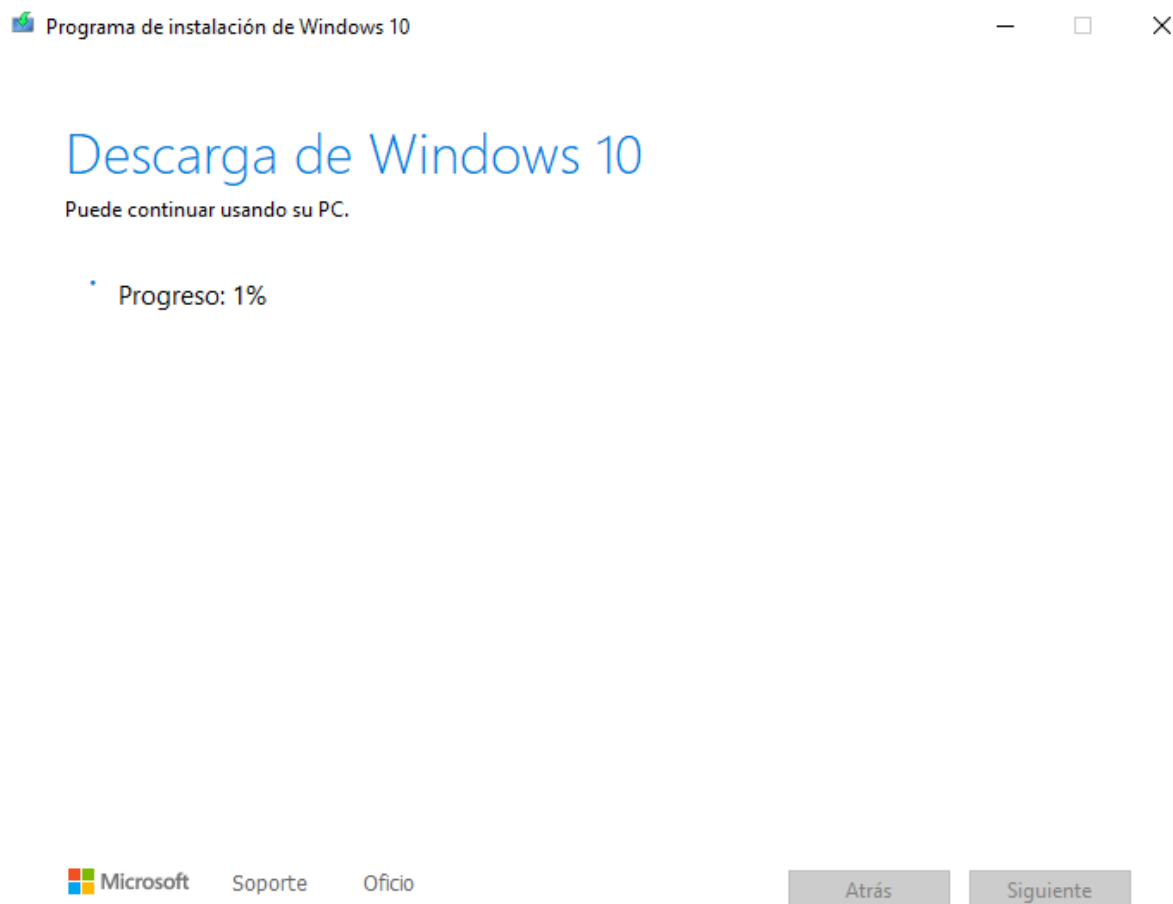 Programa de instalación de Windows 10
Descarga de Windows 10
Puede continuar usando su PC.
Progreso: 1%
Microsoft Soporte Oficio Atrás Siguiente